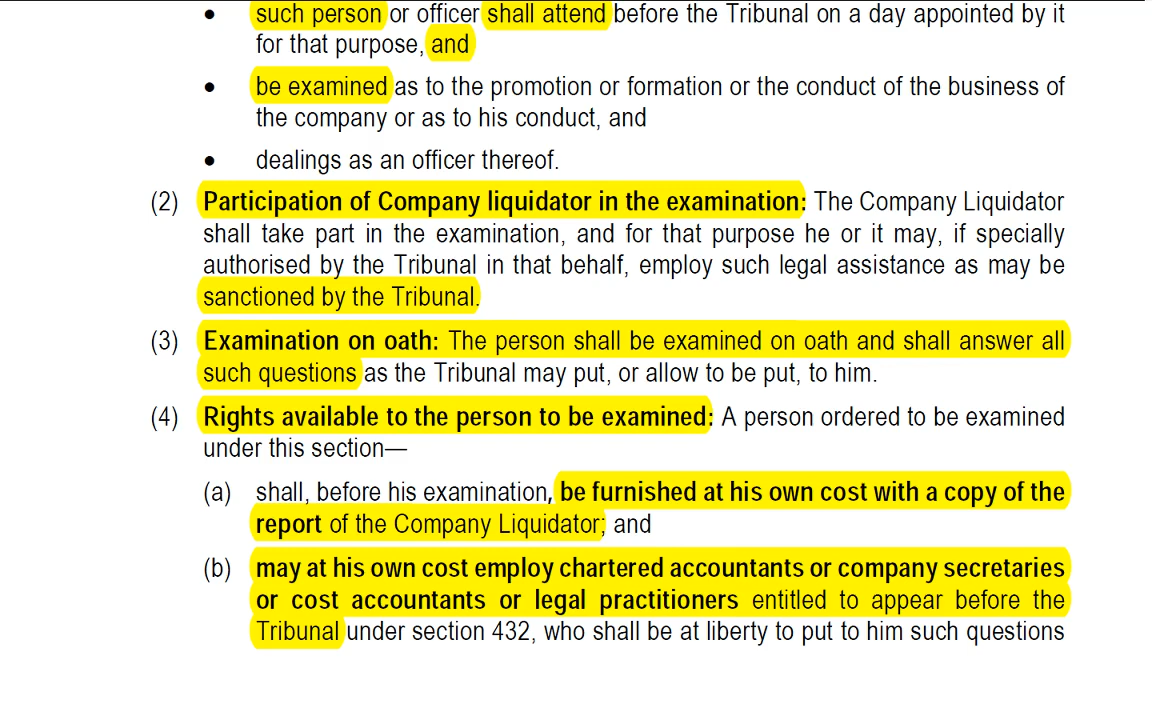 • such person or officer shall attend before the Tribunal on a day appointed by it
for that purpose, and
• be examined as to the promotion or formation or the conduct of the business of
the company or as to his conduct, and
• dealings as an officer thereof.
(2) Participation of Company liquidator in the examination: The Company Liquidator
shall take part in the examination, and for that purpose he or it may, if specially
authorised by the Tribunal in that behalf, employ such legal assistance as may be
sanctioned by the Tribunal.
(3) Examination on oath: The person shall be examined on oath and shall answer all
such questions as the Tribunal may put, or allow to be put, to him.
(4) Rights available to the person to be examined: A person ordered to be examined
under this section—
(a) shall, before his examination, be furnished at his own cost with a copy of the
report of the Company Liquidator; and
(b) may at his own cost employ chartered accountants or company secretaries
or cost accountants or legal practitioners entitled to appear before the
Tribunal under section 432, who shall be at liberty to put to him such questions